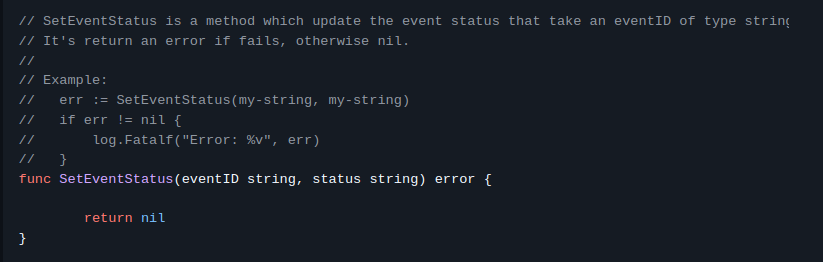 // SetEventStatus is a method which update the event status that take an eventID of type string
// It's return an error if fails, otherwise nil.
//
// Example:
//   err := SetEventStatus(my-string, my-string)
//   if err != nil {
//       log.Fatalf("Error: %v", err)
//   }
func SetEventStatus(eventID string, status string) error {
        return nil
}